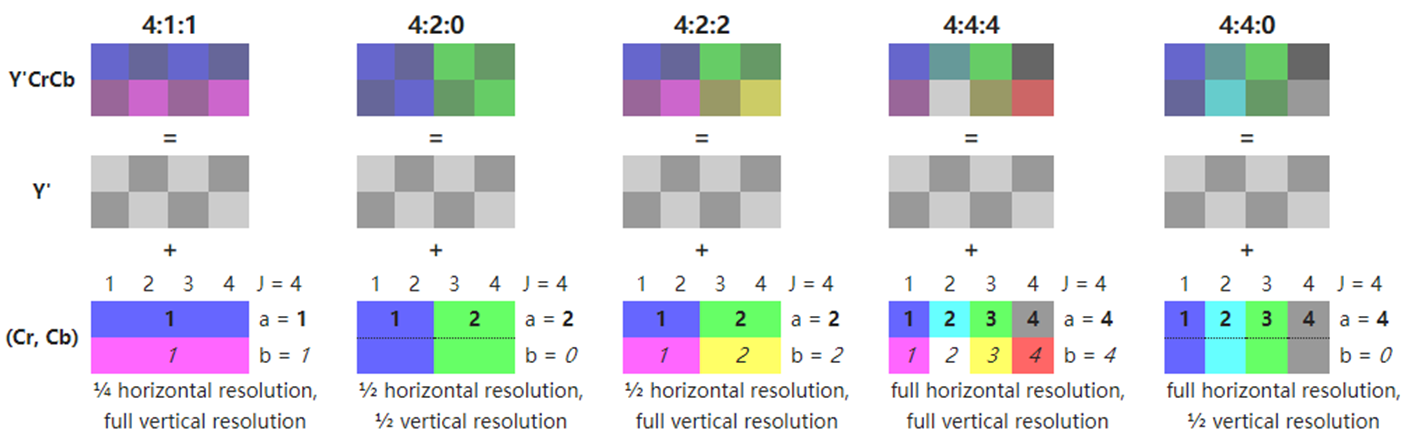 4:1:1 4:2:0 4:2:2 4:4:4 4:4:0
Y'CrCb
= = = = =
Y'
+ + + + +
1 2 3 4 J = 4 1 2 3 4 J = 4 1 2 3 4 J = 4 1 2 3 4 J = 4 1 2 3 4 J = 4
(Cr, Cb)
1 a = 1 1 2 a = 2 1 2 a = 2 1 2 3 4 a = 4 1 2 3 4 a = 4
1 b = 1 b = 0 1 2 b = 2 1 2 3 4 b = 4 b = 0
¼ horizontal resolution, ½ horizontal resolution, ½ horizontal resolution, full horizontal resolution, full horizontal resolution,
full vertical resolution ½ vertical resolution full vertical resolution full vertical resolution ½ vertical resolution